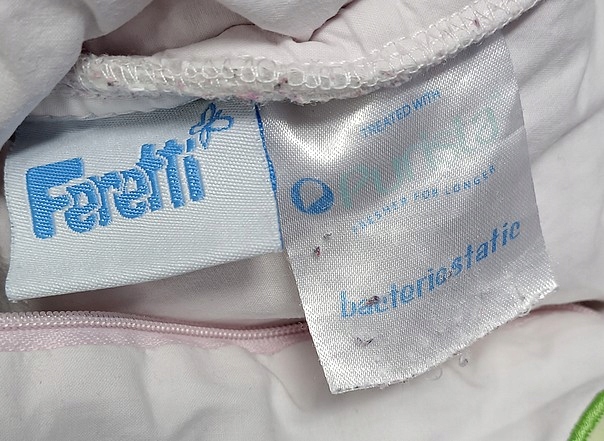 Feretti
TREATED WITH
FRESHER FOR LONGER
bacteriostatic